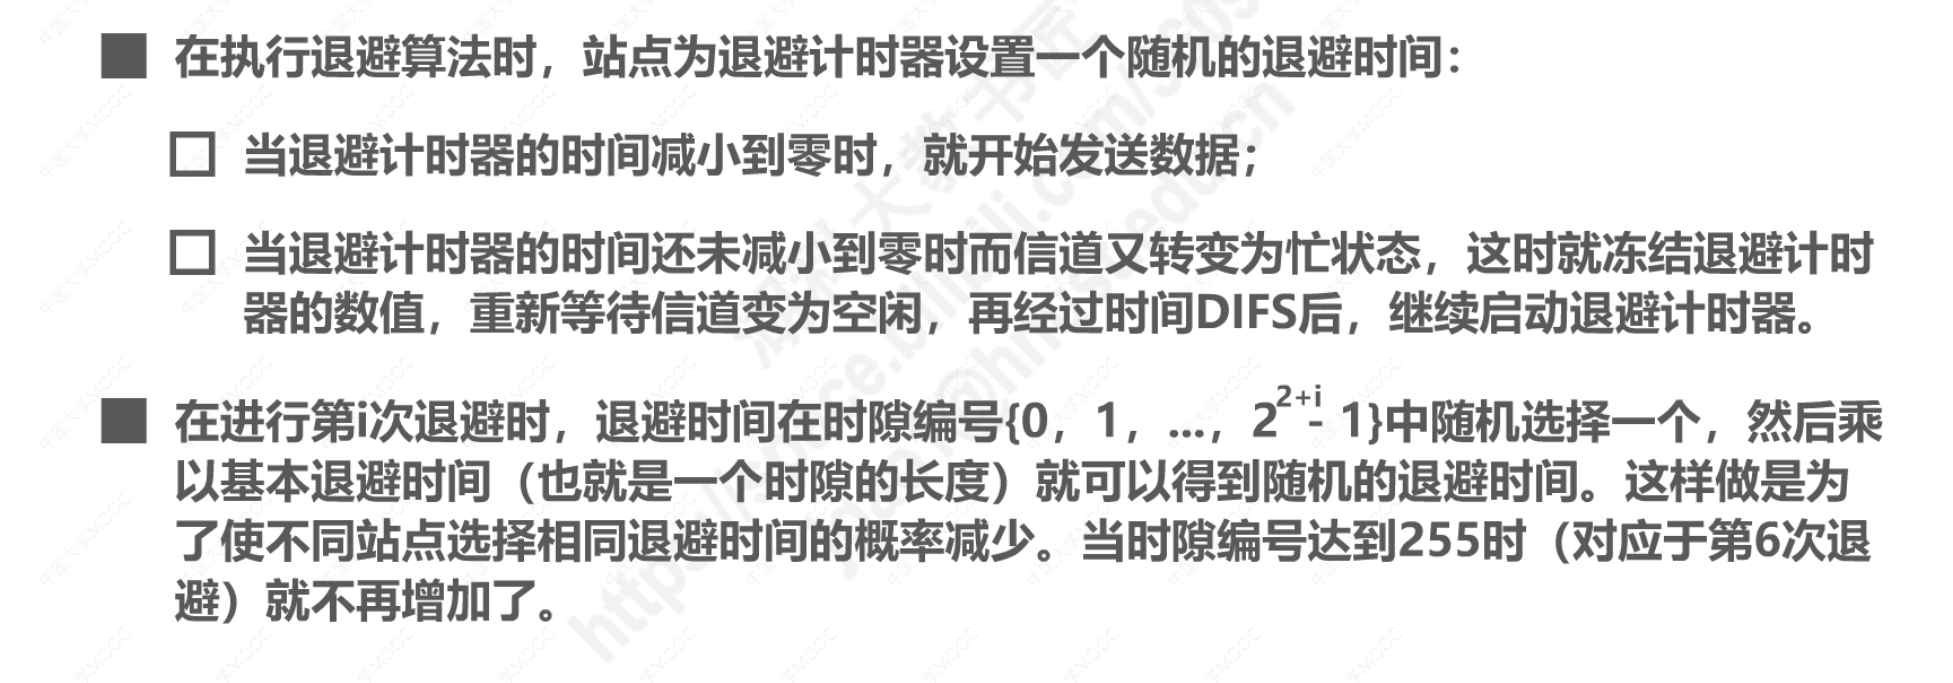 在执行退避算法时，站点为退避计时器设置一个随机的退避时间：
当退避计时器的时间减小到零时，就开始发送数据；
当退避计时器的时间还未减小到零时而信道又转变为忙状态，这时就冻结退避计时
器的数值，重新等待信道变为空闲，再经过时间DIFS后，继续启动退避计时器。
在进行第i次退避时，退避时间在时隙编号{0，1，...，2^{2+i} - 1}中随机选择一个，然后乘
以基本退避时间（也就是一个时隙的长度）就可以得到随机的退避时间。这样做是为
了使不同站点选择相同退避时间的概率减少。当时隙编号达到255时（对应于第6次退
避）就不再增加了。